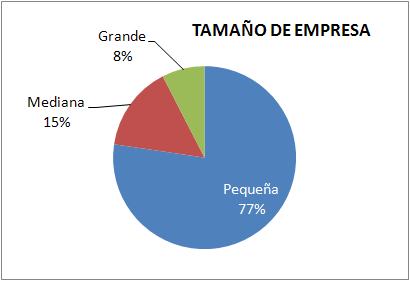 TAMAÑO DE EMPRESA
Grande
8%
Mediana
15%
Pequeña
77%